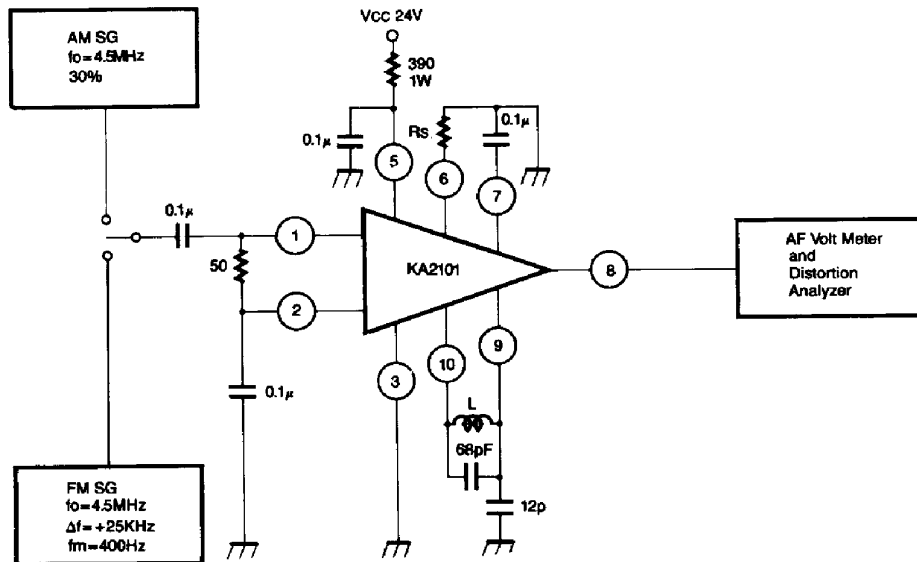 AM SG
fo=4.5MHz
30%
VCC 24V
390
1W
0.1μ
5
Rs
6
0.1μ
7
0.1μ
1
50
2
KA2101
8
AF Volt Meter
and
Distortion
Analyzer
3
10
9
0.1μ
L
68pF
12p
FM SG
fo=4.5MHz
Δf=+25KHz
fm=400Hz